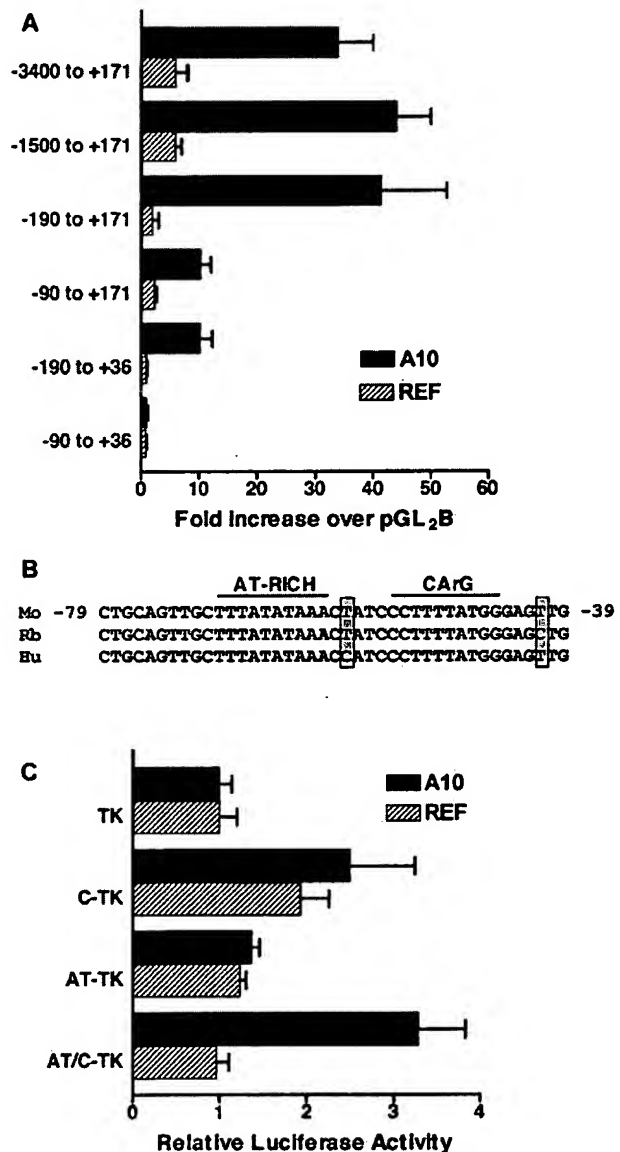 A
-3400 to +171
-1500 to +171
-190 to +171
-90 to +171
-190 to +36
-90 to +36
A10
REF
0 10 20 30 40 50 60
Fold Increase over pGL2B
B
AT-RICH CArG
Mo -79 CTGCAGTTGCTTTATATAAACTATCCCTTTTATGGGAGTTG -39
Rb CTGCAGTTGCTTTATATAAACTATCCCTTTTATGGGAGCTG
Hu CTGCAGTTGCTTTATATAAACCATCCCTTTTATGGGAGTTG
C
A10
REF
TK
C-TK
AT-TK
AT/C-TK
0 1 2 3 4
Relative Luciferase Activity